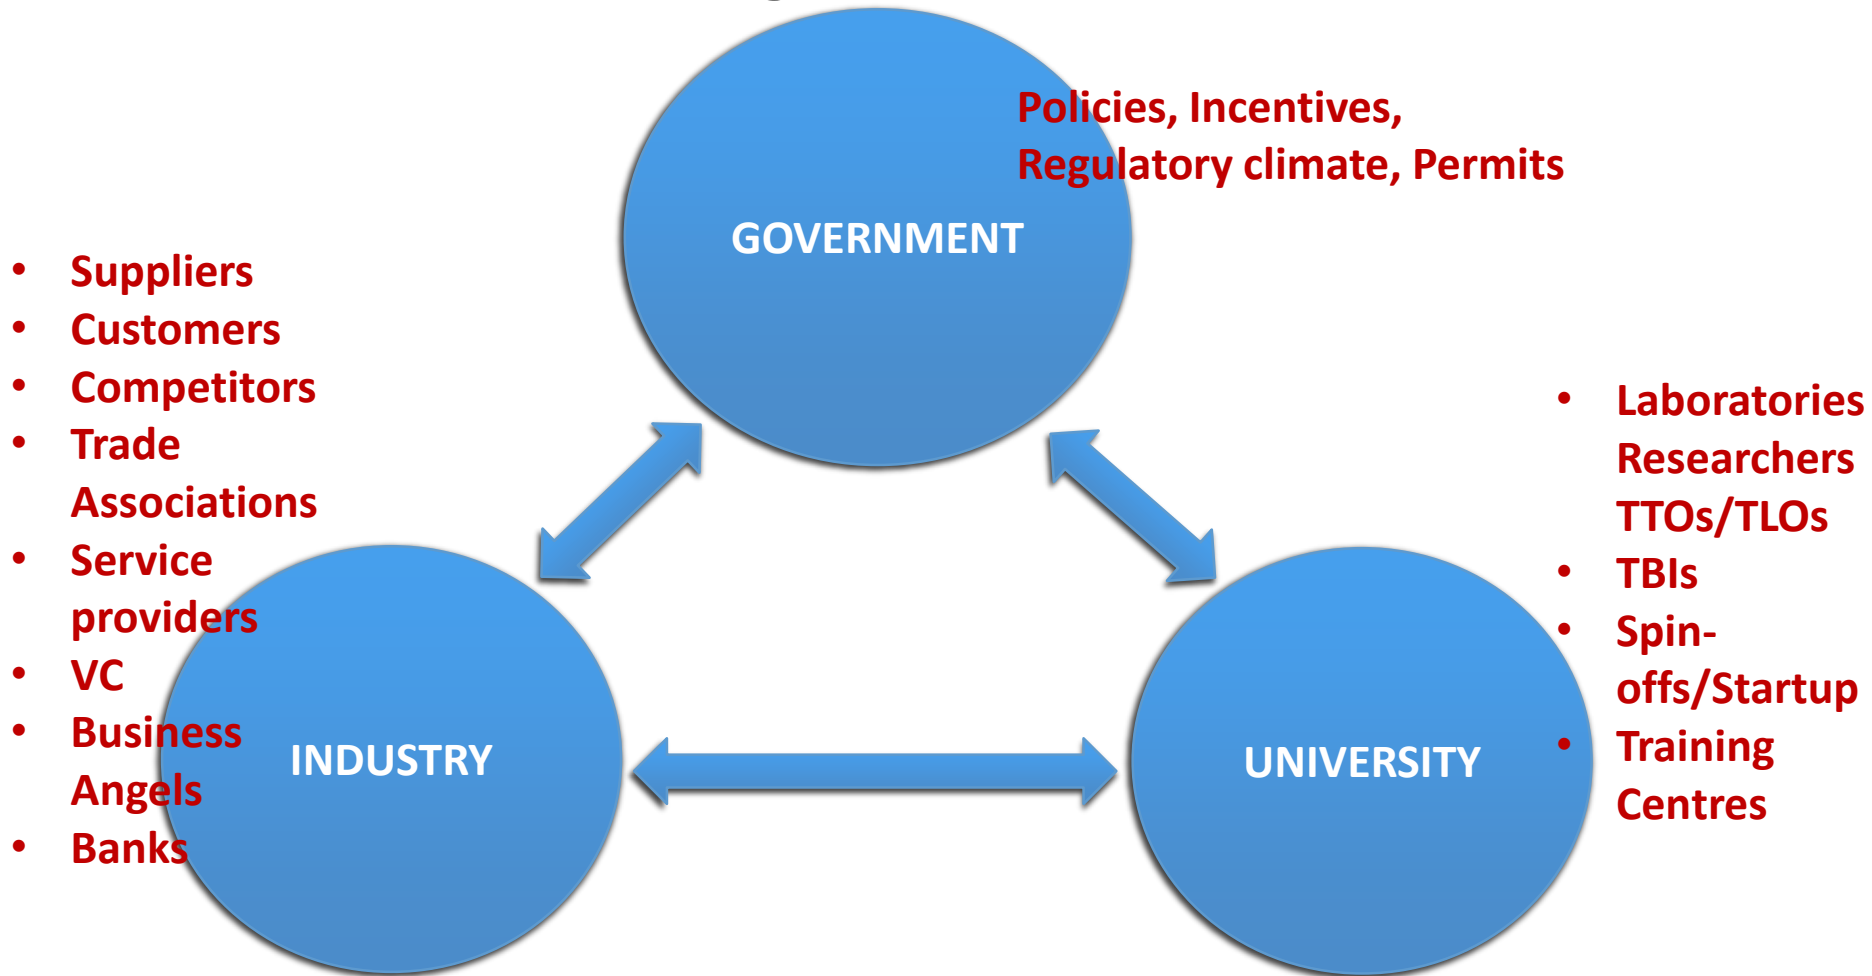 Policies, Incentives,
Regulatory climate, Permits
GOVERNMENT
• Suppliers
• Customers
• Competitors
• Trade
Associations
• Service
providers
• VC
• Business
Angels
• Banks
INDUSTRY
UNIVERSITY
• Laboratories
Researchers
TTOs/TLOs
• TBIs
• Spin-
offs/Startup
• Training
Centres